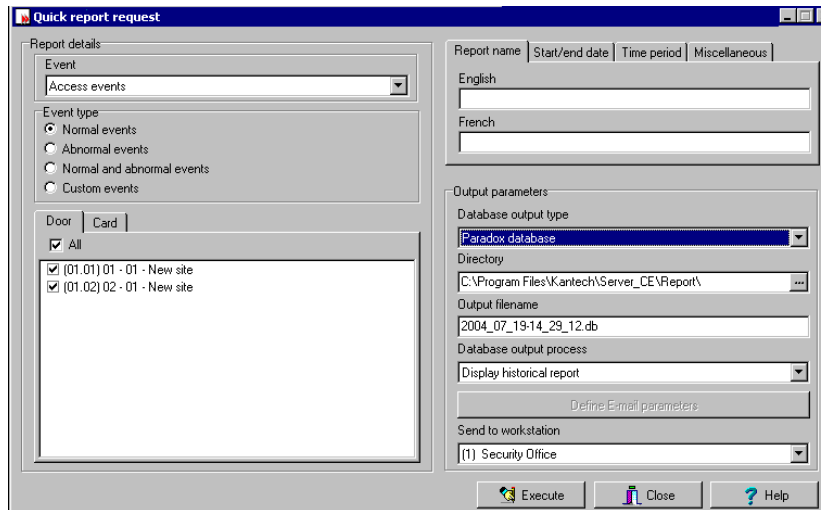 Quick report request
Report details
Event
Access events
Event type
Normal events
Abnormal events
Normal and abnormal events
Custom events
Door Card
All
(01.01) 01 - 01 - New site
(01.02) 02 - 01 - New site
Report name Start/end date Time period Miscellaneous
English
French
Output parameters
Database output type
Paradox database
Directory
C:\Program Files\Kantech\Server_CE\Report\
...
Output filename
2004_07_19-14_29_12.db
Database output process
Display historical report
Define E-mail parameters
Send to workstation
(1) Security Office
Execute Close Help